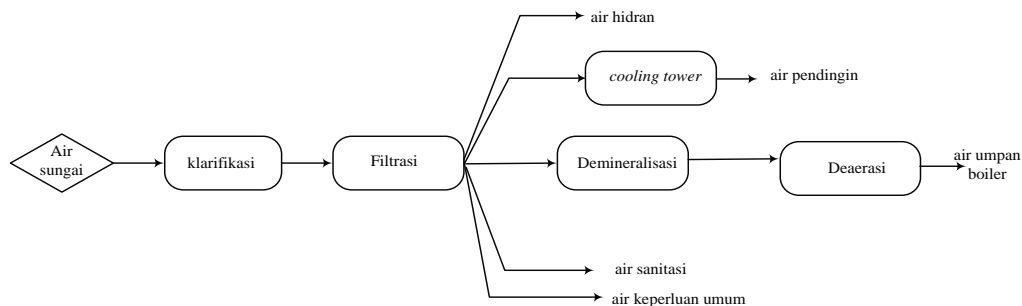 air hidran
cooling tower
air pendingin
Air
sungai
klarifikasi
Filtrasi
Demineralisasi
Deaerasi
air umpan
boiler
air sanitasi
air keperluan umum